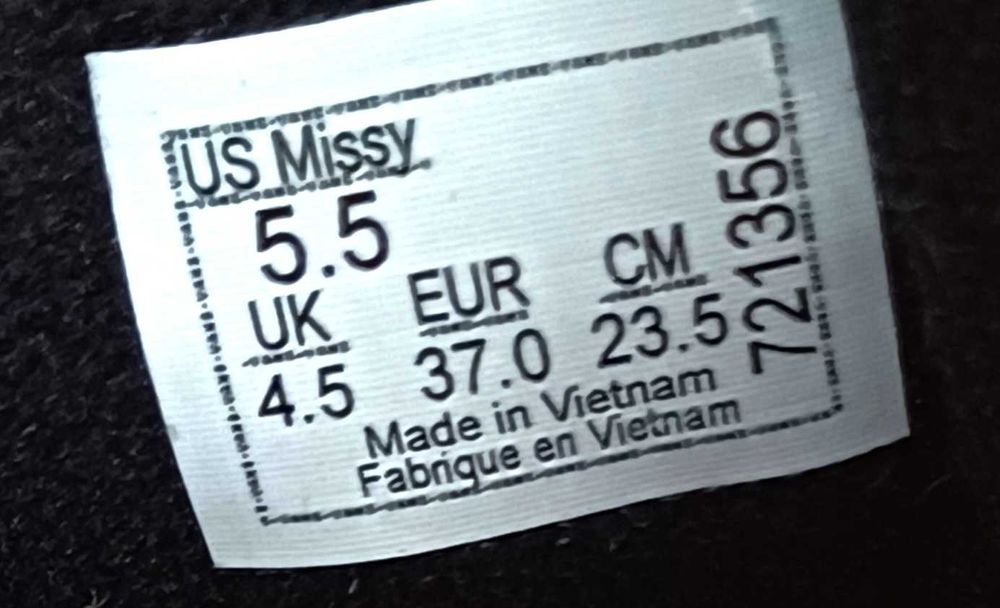 US Missy
5.5
UK EUR CM
4.5 37.0 23.5
Made in Vietnam
Fabrique en Vietnam
721356